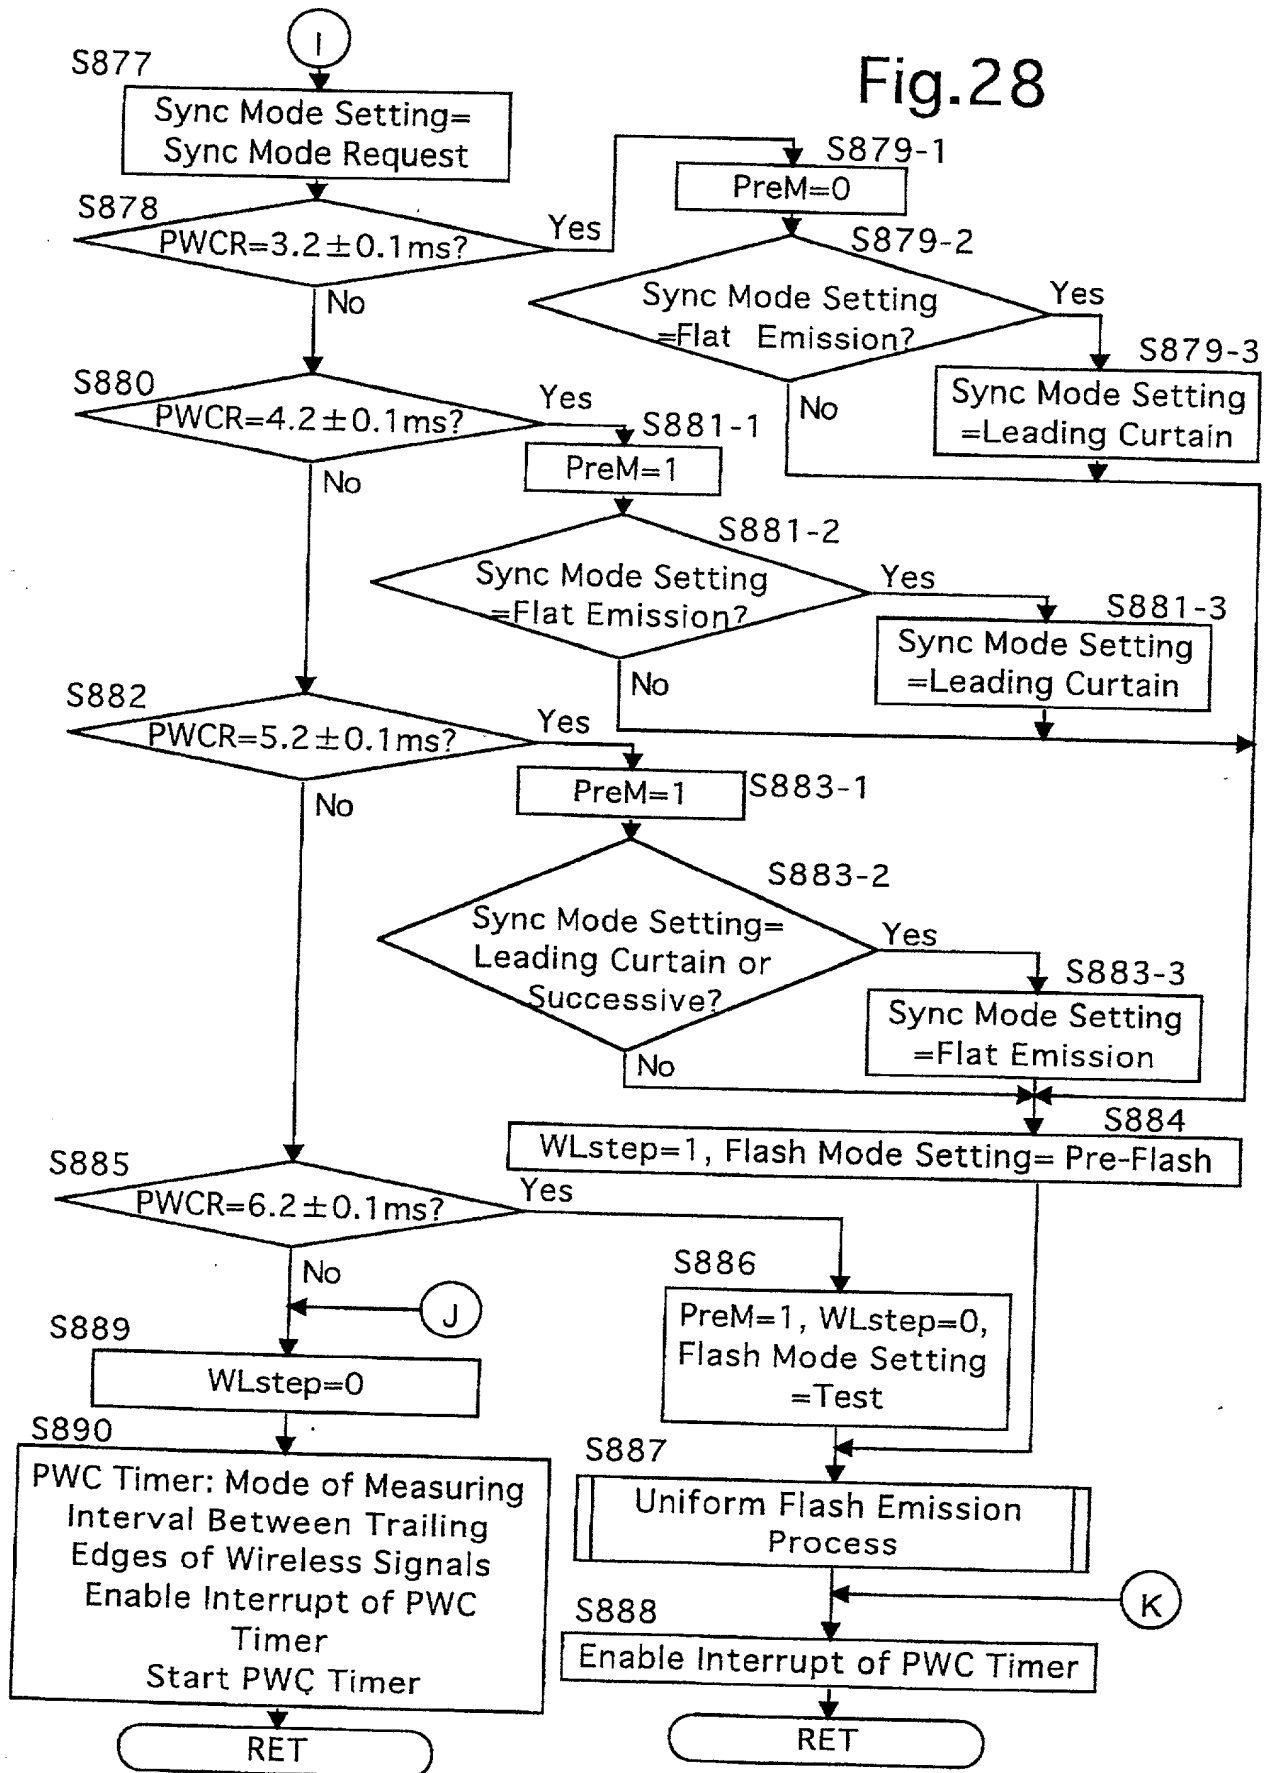 I
Fig.28
S877
Sync Mode Setting=
Sync Mode Request
S878
PWCR=3.2±0.1ms?
Yes
No
S879-1
PreM=0
S879-2
Sync Mode Setting
=Flat Emission?
Yes
No
S879-3
Sync Mode Setting
=Leading Curtain
S880
PWCR=4.2±0.1ms?
Yes
No
S881-1
PreM=1
S881-2
Sync Mode Setting
=Flat Emission?
Yes
No
S881-3
Sync Mode Setting
=Leading Curtain
S882
PWCR=5.2±0.1ms?
Yes
No
S883-1
PreM=1
S883-2
Sync Mode Setting=
Leading Curtain or
Successive?
Yes
No
S883-3
Sync Mode Setting
=Flat Emission
S884
WLstep=1, Flash Mode Setting= Pre-Flash
S885
PWCR=6.2±0.1ms?
Yes
No
J
S886
PreM=1, WLstep=0,
Flash Mode Setting
=Test
S889
WLstep=0
S890
PWC Timer: Mode of Measuring
Interval Between Trailing
Edges of Wireless Signals
Enable Interrupt of PWC
Timer
Start PWC Timer
RET
S887
Uniform Flash Emission
Process
K
S888
Enable Interrupt of PWC Timer
RET